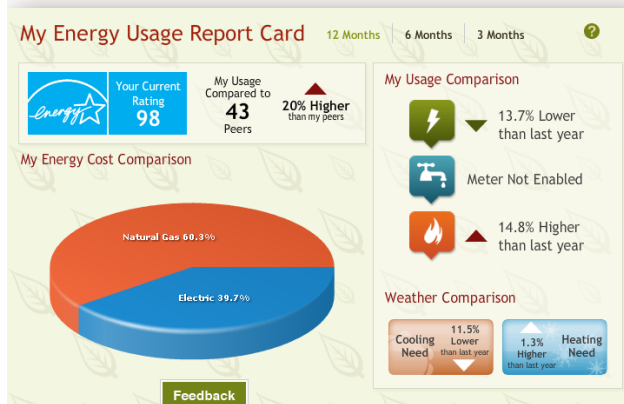 My Energy Usage Report Card
12 Months
6 Months
3 Months
?
energy
Your Current
Rating
98
My Usage
Compared to
43
Peers
20% Higher
than my peers
My Energy Cost Comparison
Natural Gas 60.3%
Electric 39.7%
Feedback
My Usage Comparison
13.7% Lower
than last year
Meter Not Enabled
14.8% Higher
than last year
Weather Comparison
Cooling
Need
11.5%
Lower
than last year
1.3%
Higher
than last year
Heating
Need